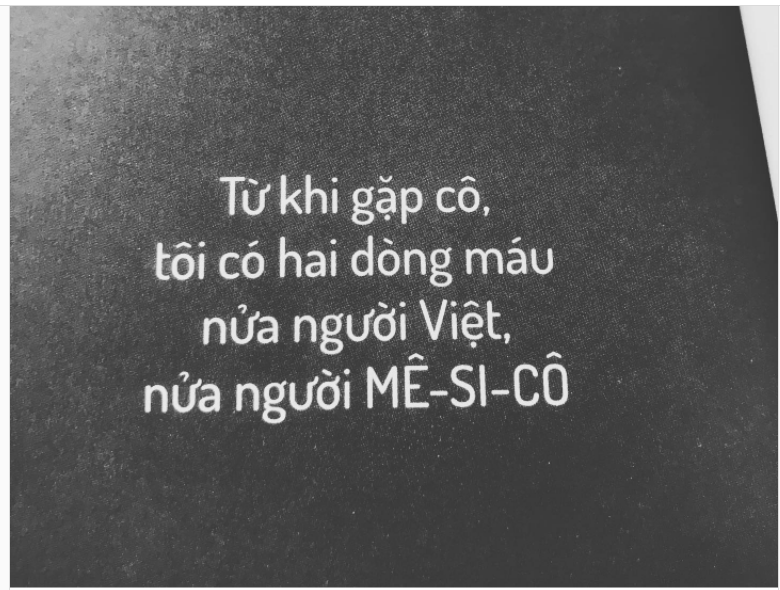 Từ khi gặp cô,
tôi có hai dòng máu
nửa người Việt,
nửa người MÊ-SI-CÔ